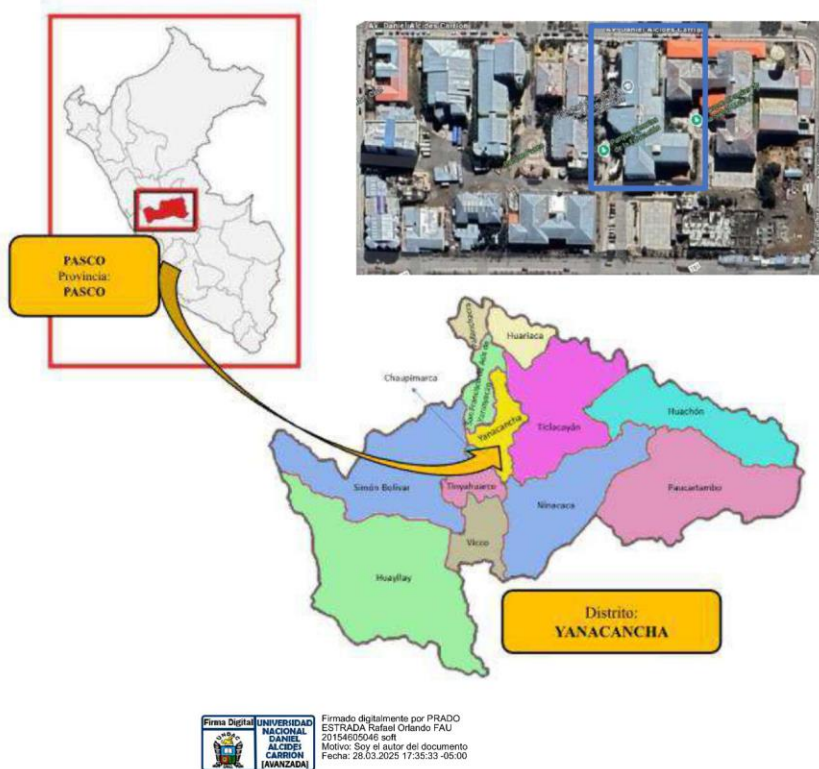 Av. Daniel Alcides Carrión
PASCO
Provincia:
PASCO
Huariaca
Chaupimarca
Yanacancha
Ticlacayán
Huachón
Simón Bolívar
Tinyahuarco
Ninacaca
Paucartambo
Vicco
Huayllay
Distrito:
YANACANCHA
Firma Digital
UNIVERSIDAD
NACIONAL
DANIEL
ALCIDES
CARRION
[AVANZADA]
Firmado digitalmente por PRADO
ESTRADA Rafael Orlando FAU
20154605046 soft
Motivo: Soy el autor del documento
Fecha: 28.03.2025 17:35:33 -05:00